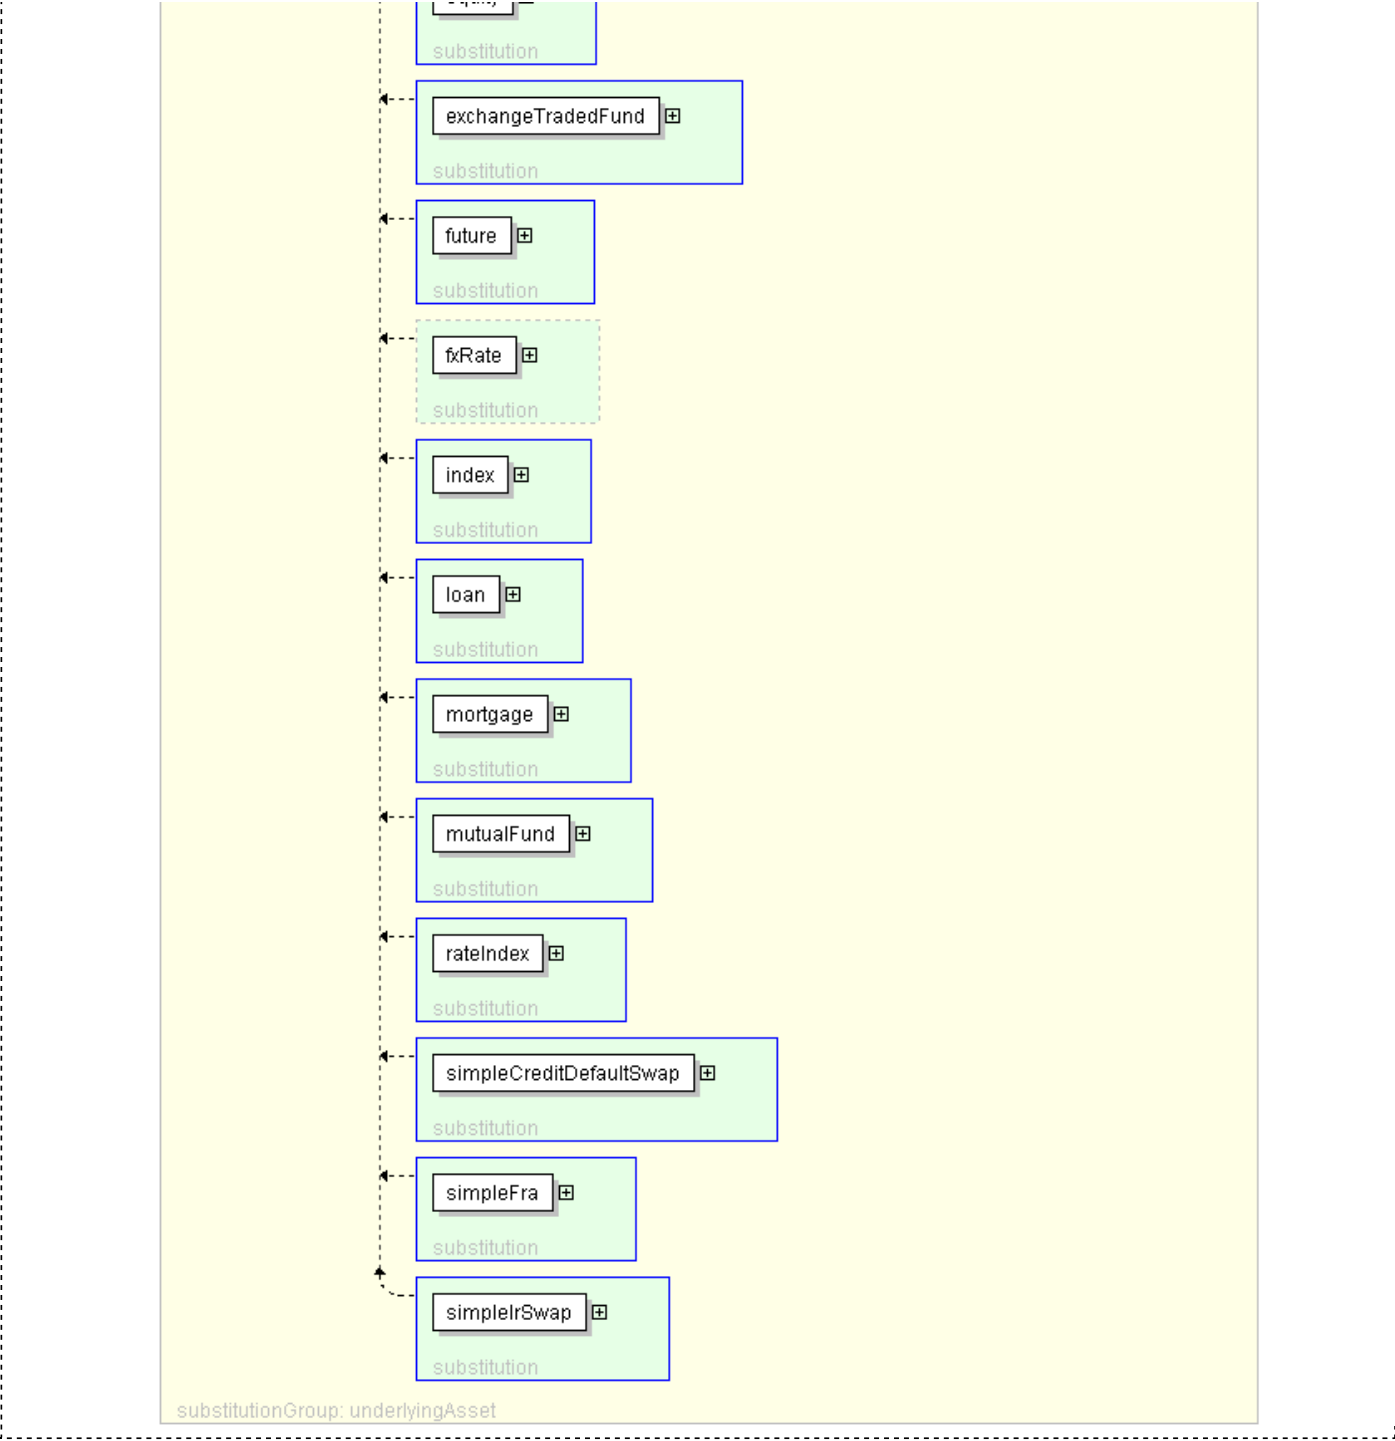 substitution
exchangeTradedFund
substitution
future
substitution
fxRate
substitution
index
substitution
loan
substitution
mortgage
substitution
mutualFund
substitution
rateIndex
substitution
simpleCreditDefaultSwap
substitution
simpleFra
substitution
simpleIrSwap
substitution
substitutionGroup: underlyingAsset